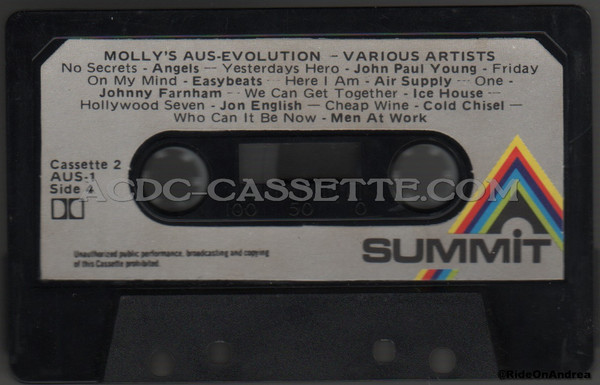 MOLLY'S AUS-EVOLUTION – VARIOUS ARTISTS
No Secrets - Angels — Yesterdays Hero - John Paul Young - Friday
On My Mind - Easybeats — Here I Am - Air Supply — One -
Johnny Farnham - We Can Get Together - Ice House —
Hollywood Seven - Jon English — Cheap Wine - Cold Chisel —
Who Can It Be Now - Men At Work
Cassette 2
AUS-1
Side 4
ACDC-CASSETTE.COM
100 50 0
SUMMiT
Unauthorized public performance, broadcasting and copying
of this Cassette prohibited.
©RideOnAndrea